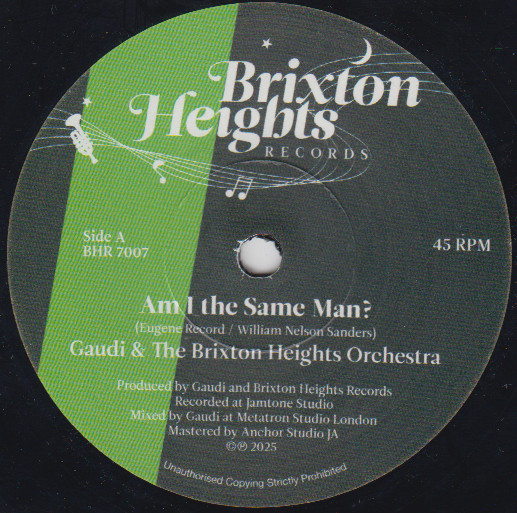 Brixton
Heights
RECORDS
Side A
BHR 7007
45 RPM
Am I the Same Man?
(Eugene Record / William Nelson Sanders)
Gaudi & The Brixton Heights Orchestra
Produced by Gaudi and Brixton Heights Records
Recorded at Jamtone Studio
Mixed by Gaudi at Metatron Studio London
Mastered by Anchor Studio JA
©℗ 2025
Unauthorised Copying Strictly Prohibited